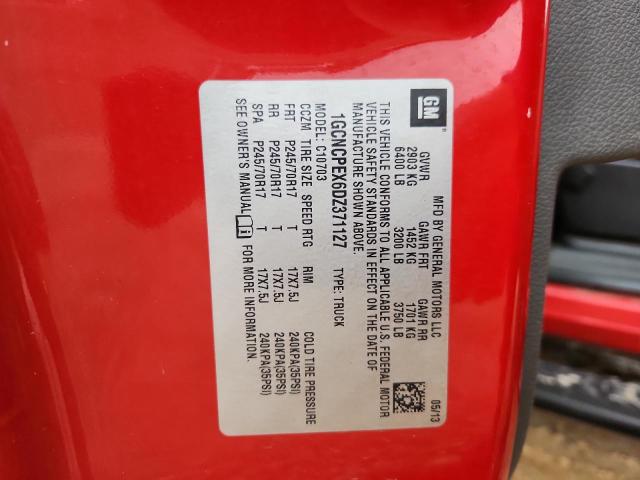 GM
MFD BY GENERAL MOTORS LLC 05/13
GVWR GAWR FRT GAWR RR
2903 KG 1452 KG 1701 KG
6400 LB 3200 LB 3750 LB
THIS VEHICLE CONFORMS TO ALL APPLICABLE U.S. FEDERAL MOTOR
VEHICLE SAFETY STANDARDS IN EFFECT ON THE DATE OF
MANUFACTURE SHOWN ABOVE.
1GCNCPEX6DZ371127 TYPE: TRUCK
MODEL: C10703
CCZM TIRE SIZE SPEED RTG RIM COLD TIRE PRESSURE
FRT P245/70R17 T 17X7.5J 240KPA(35PSI)
RR P245/70R17 T 17X7.5J 240KPA(35PSI)
SPA P245/70R17 T 17X7.5J 240KPA(35PSI)
SEE OWNER'S MANUAL FOR MORE INFORMATION.